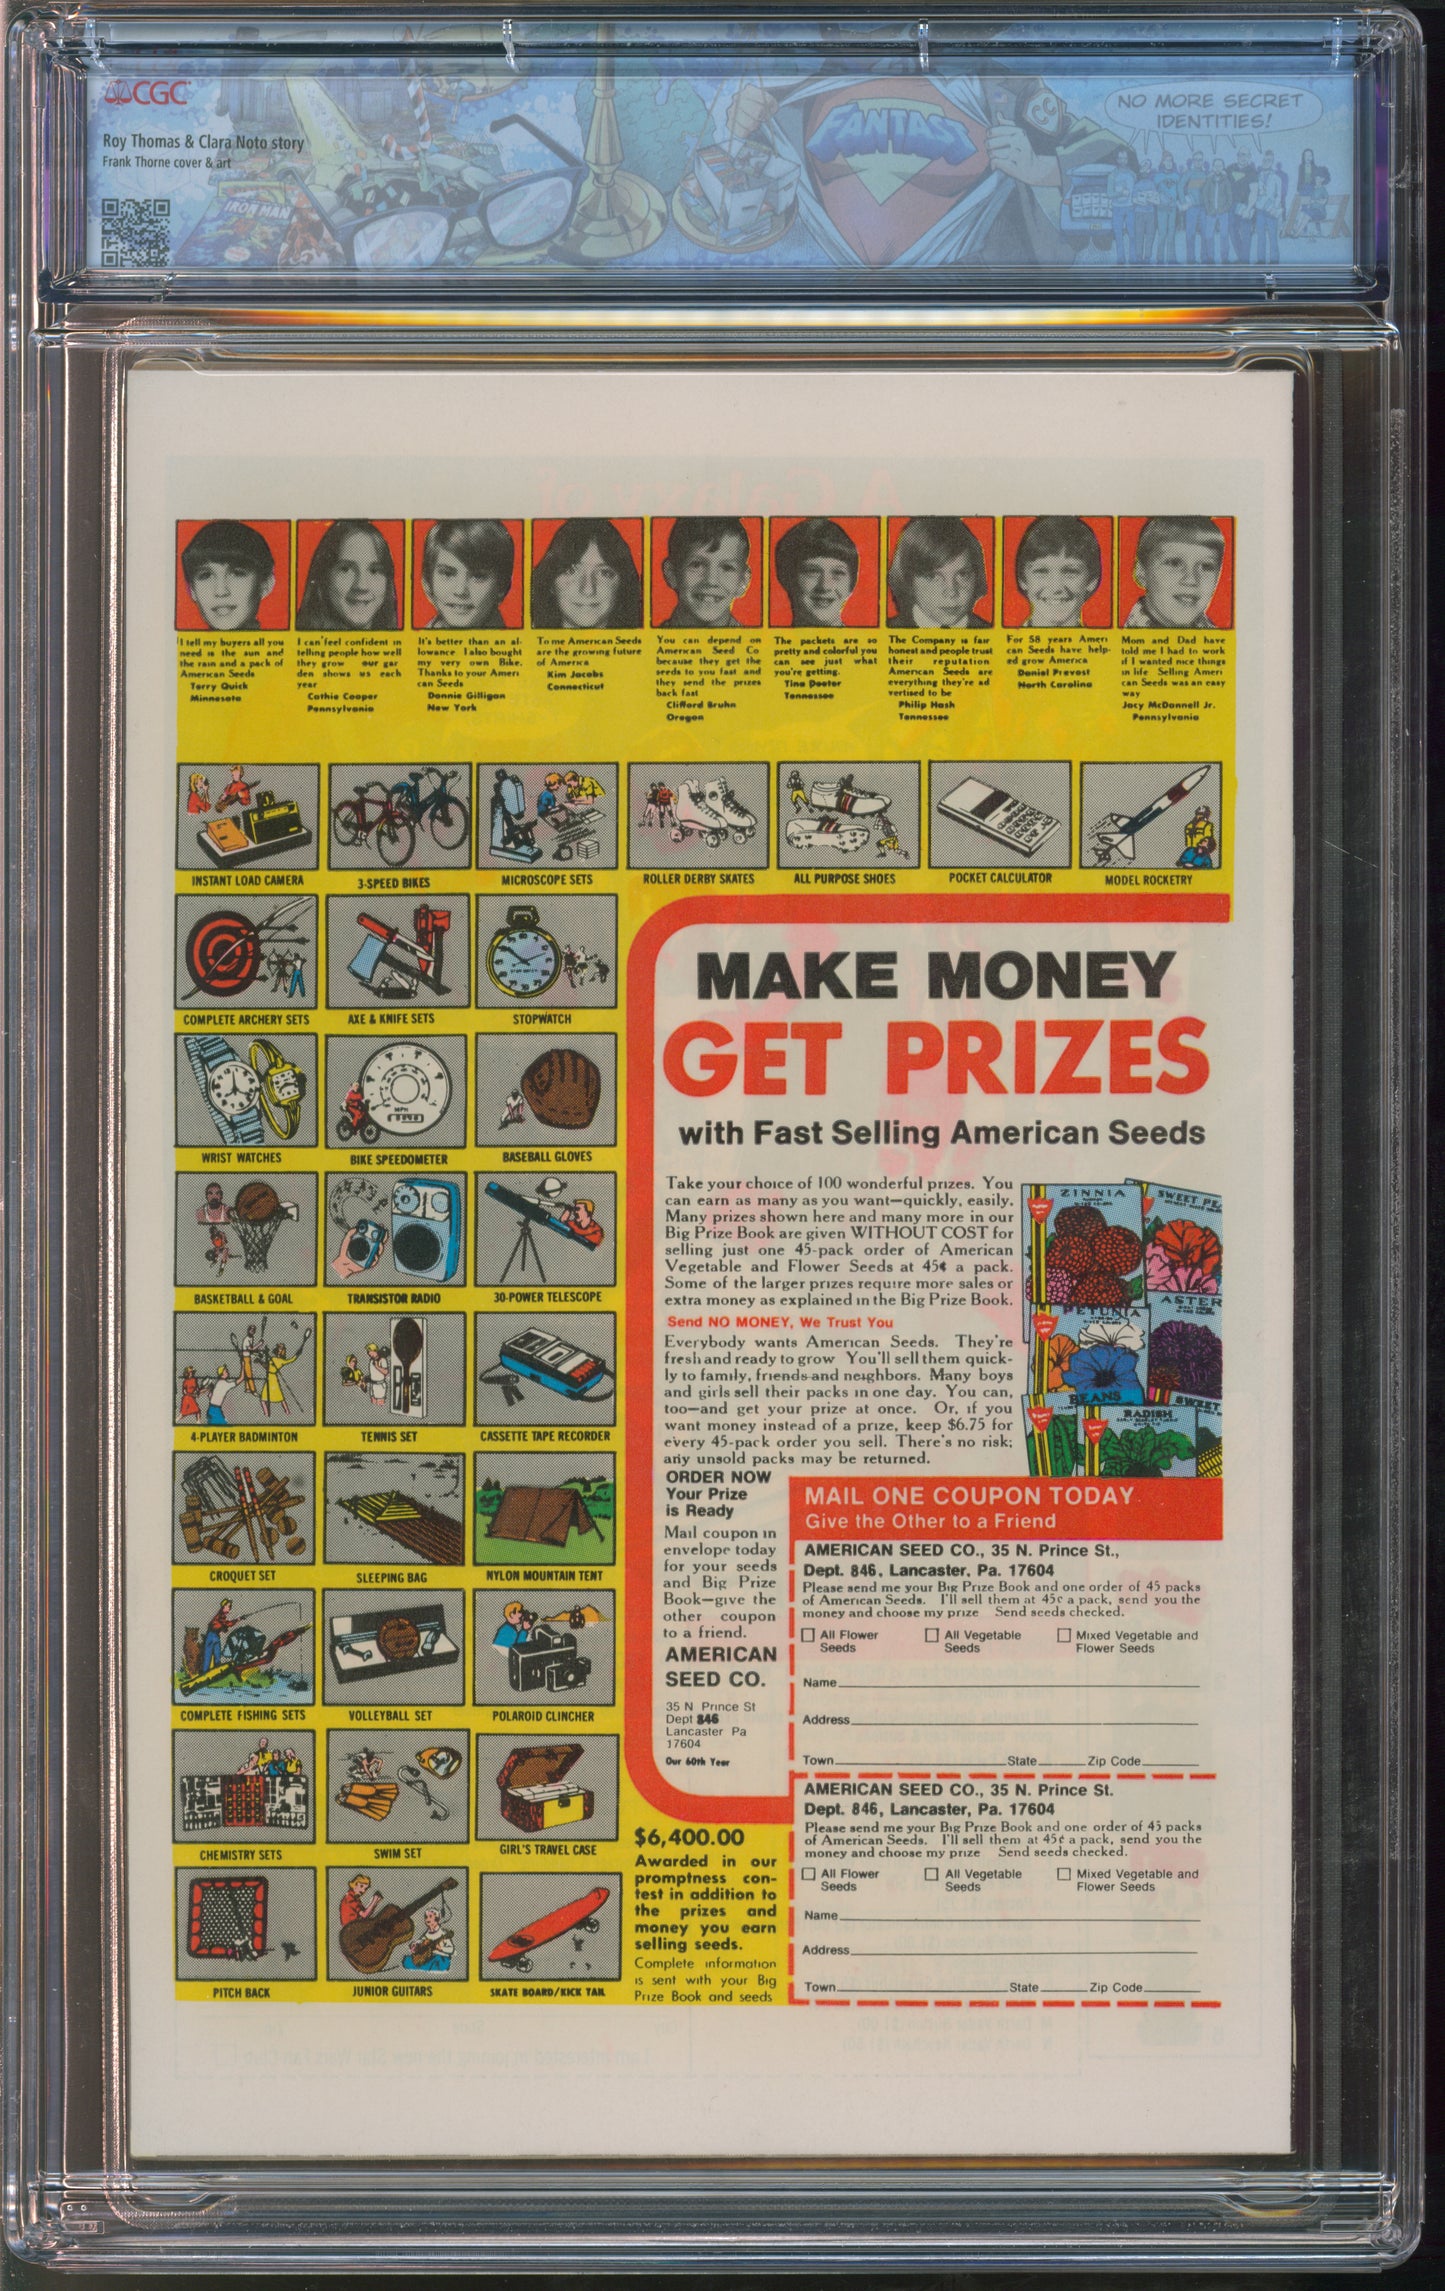 CGC
Roy Thomas & Clara Noto story
Frank Thorne cover & art
IRON MAN
FANTAST
CC
NO MORE SECRET
IDENTITIES!
I tell my buyers all you
need is the sun and
the rain and a pack of
American Seeds
Terry Quick
Minnesota
I can feel confident in
telling people how well
they grow our gar
den shows us each
year
Cathie Cooper
Pennsylvania
It's better than an al-
lowance I also bought
my very own Bike.
Thanks to your Ameri
can Seeds
Donnie Gilligan
New York
To me American Seeds
are the growing future
of America
Kim Jacobs
Connecticut
You can depend on
American Seed Co
because they get the
seeds to you fast and
they send the prizes
back fast
Clifford Bruhn
Oregon
The packets are so
pretty and colorful you
can see just what
you're getting.
Tina Deeter
Tennessee
The Company is fair
honest and people trust
their reputation
American Seeds are
everything they're ad
vertised to be
Philip Hash
Tennessee
For 58 years Ameri
can Seeds have help-
ed grow America
Daniel Prevost
North Carolina
Mom and Dad have
told me I had to work
if I wanted nice things
in life Selling Ameri
can Seeds was an easy
way
Jacy McDonnell Jr.
Pennsylvania
INSTANT LOAD CAMERA
3-SPEED BIKES
MICROSCOPE SETS
ROLLER DERBY SKATES
ALL PURPOSE SHOES
POCKET CALCULATOR
MODEL ROCKETRY
COMPLETE ARCHERY SETS
AXE & KNIFE SETS
STOPWATCH
WRIST WATCHES
MPH
BIKE SPEEDOMETER
BASEBALL GLOVES
BASKETBALL & GOAL
TRANSISTOR RADIO
30-POWER TELESCOPE
4-PLAYER BADMINTON
TENNIS SET
CASSETTE TAPE RECORDER
CROQUET SET
SLEEPING BAG
NYLON MOUNTAIN TENT
COMPLETE FISHING SETS
VOLLEYBALL SET
POLAROID CLINCHER
CHEMISTRY SETS
SWIM SET
GIRL'S TRAVEL CASE
PITCH BACK
JUNIOR GUITARS
SKATE BOARD/KICK TAIL
MAKE MONEY
GET PRIZES
with Fast Selling American Seeds
Take your choice of 100 wonderful prizes. You
can earn as many as you want—quickly, easily.
Many prizes shown here and many more in our
Big Prize Book are given WITHOUT COST for
selling just one 45-pack order of American
Vegetable and Flower Seeds at 45¢ a pack.
Some of the larger prizes require more sales or
extra money as explained in the Big Prize Book.
Send NO MONEY, We Trust You
Everybody wants American Seeds. They're
fresh and ready to grow You'll sell them quick-
ly to family, friends and neighbors. Many boys
and girls sell their packs in one day. You can,
too—and get your prize at once. Or, if you
want money instead of a prize, keep $6.75 for
every 45-pack order you sell. There's no risk;
any unsold packs may be returned.
ZINNIA
SWEET PE
ASTER
PETUNIA
BEANS
RADISH
SWEET
ORDER NOW
Your Prize
is Ready
Mail coupon in
envelope today
for your seeds
and Big Prize
Book—give the
other coupon
to a friend.
AMERICAN
SEED CO.
35 N Prince St
Dept 846
Lancaster Pa
17604
Our 60th Year
MAIL ONE COUPON TODAY
Give the Other to a Friend
AMERICAN SEED CO., 35 N. Prince St.,
Dept. 846, Lancaster, Pa. 17604
Please send me your Big Prize Book and one order of 45 packs
of American Seeds. I'll sell them at 45¢ a pack, send you the
money and choose my prize Send seeds checked.
All Flower Seeds
All Vegetable Seeds
Mixed Vegetable and Flower Seeds
Name
Address
Town State Zip Code
AMERICAN SEED CO., 35 N. Prince St.
Dept. 846, Lancaster, Pa. 17604
Please send me your Big Prize Book and one order of 45 packs
of American Seeds. I'll sell them at 45¢ a pack, send you the
money and choose my prize Send seeds checked.
All Flower Seeds
All Vegetable Seeds
Mixed Vegetable and Flower Seeds
Name
Address
Town State Zip Code
$6,400.00
Awarded in our
promptness con-
test in addition to
the prizes and
money you earn
selling seeds.
Complete information
is sent with your Big
Prize Book and seeds